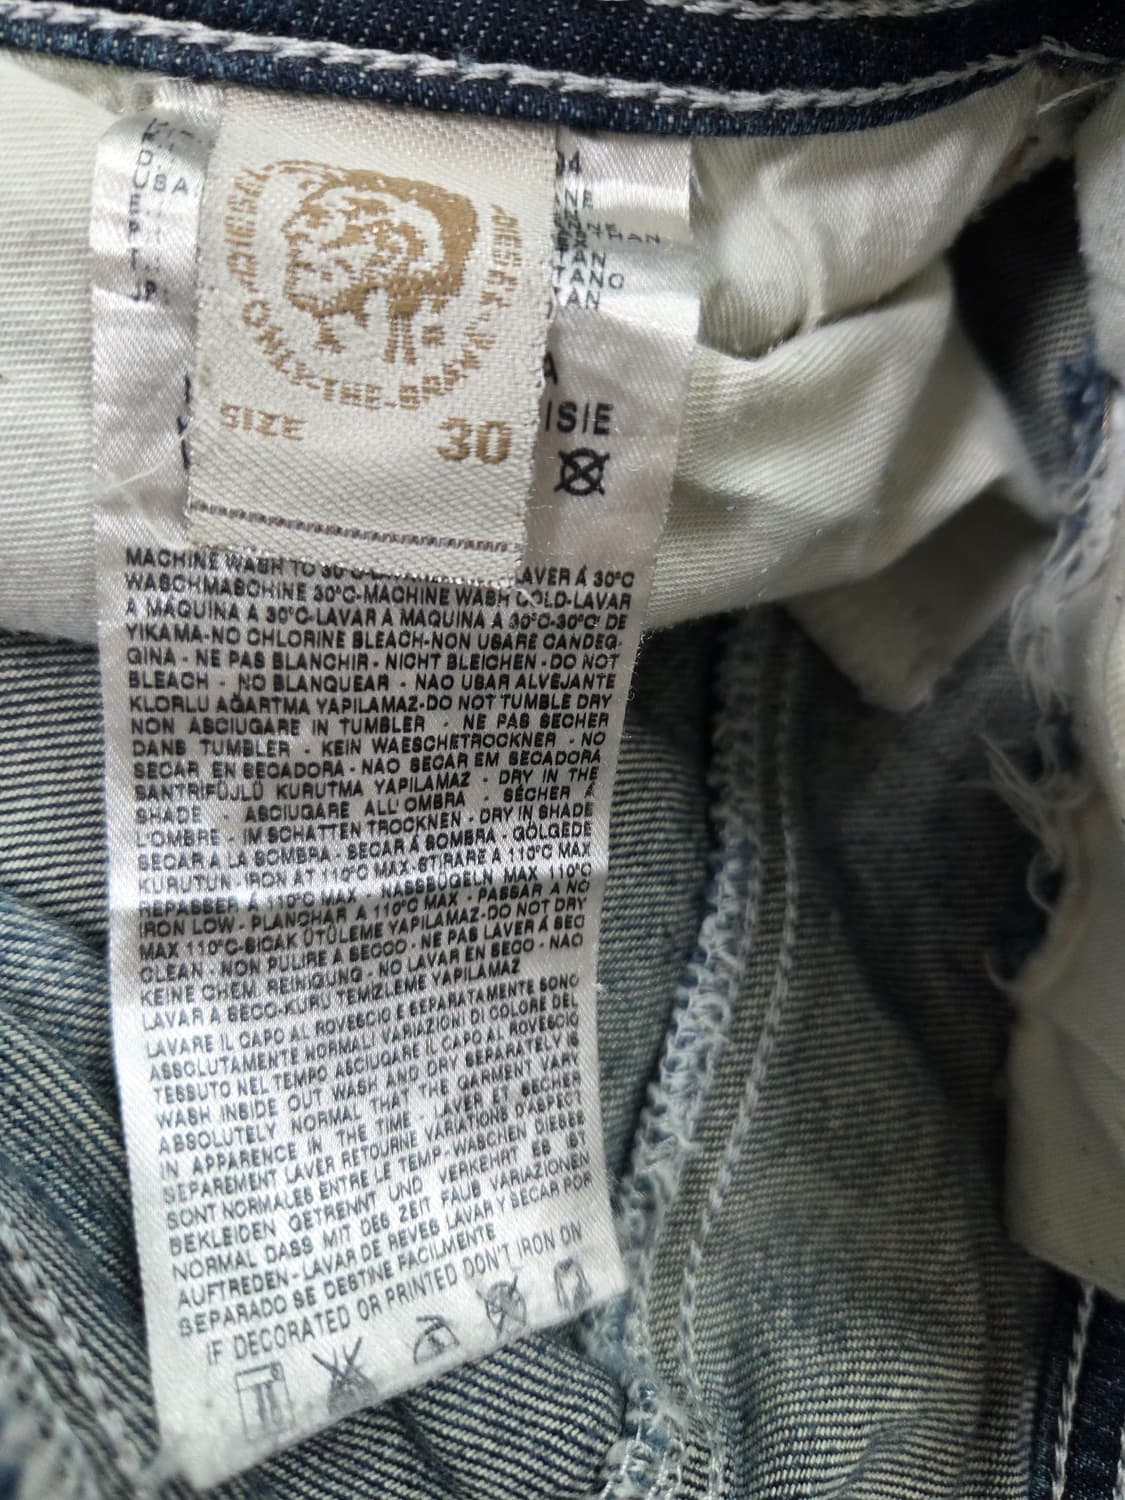 USA
DIESEL
ONLY-THE-BRAVE
SIZE 30
04
NE
TAN
TANO
TAN
A
ISIE
MACHINE WASH TO 30°C LAVER Á 30°C
WASCHMASCHINE 30°C-MACHINE WASH COLD-LAVAR
A MAQUINA A 30°C-LAVAR A MAQUINA A 30°C-30°C DE
YIKAMA-NO CHLORINE BLEACH-NON USARE CANDEG-
GINA - NE PAS BLANCHIR - NICHT BLEICHEN - DO NOT
BLEACH - NO BLANQUEAR - NAO USAR ALVEJANTE
KLORLU AĞARTMA YAPILAMAZ-DO NOT TUMBLE DRY
NON ASCIUGARE IN TUMBLER - NE PAS SECHER
DANS TUMBLER - KEIN WAESCHETROCKNER - NO
SECAR EN SECADORA - NAO SECAR EM SECADORA
SANTRİFÜJLÜ KURUTMA YAPILAMAZ - DRY IN THE
SHADE - ASCIUGARE ALL'OMBRA - SÉCHER Á
L'OMBRE - IM SCHATTEN TROCKNEN - DRY IN SHADE
SECAR A LA SOMBRA - SECAR Á SOMBRA - GÖLGEDE
KURUTUN-IRON AT 110°C MAX-STIRARE A 110°C MAX
REPASSER A 110°C MAX - NASSBÜGELN MAX 110°C
IRON LOW - PLANCHAR A 110°C MAX - PASSAR A NO
MAX 110°C-SICAK ÜTÜLEME YAPILAMAZ-DO NOT DRY
CLEAN - NON PULIRE A SECCO - NE PAS LAVER Á SEC
KEINE CHEM. REINIGUNG - NO LAVAR EN SECO - NAO
LAVAR A SECO-KURU TEMIZLEME YAPILAMAZ
LAVARE IL CAPO AL ROVESCIO E SEPARATAMENTE SONO
ASSOLUTAMENTE NORMALI VARIAZIONI DI COLORE DEL
TESSUTO NEL TEMPO ASCIUGARE IL CAPO AL ROVESCIO
WASH INSIDE OUT WASH AND DRY SEPARATELY IS
ABSOLUTELY NORMAL THAT THE GARMENT VARY
IN APPARENCE IN THE TIME - LAVER ET SECHER
SEPAREMENT LAVER RETOURNE VARIATIONS D'ASPECT
SONT NORMALES ENTRE LE TEMP - WASCHEN DIESES
BEKLEIDEN GETRENNT UND VERKEHRT ES IST
NORMAL DASS MIT DES ZEIT FAUB VARIAZIONEN
AUFTREDEN - LAVAR DE REVES LAVAR Y SECAR POR
SEPARADO SE DESTINE FACILMENTE
IF DECORATED OR PRINTED DON'T IRON ON